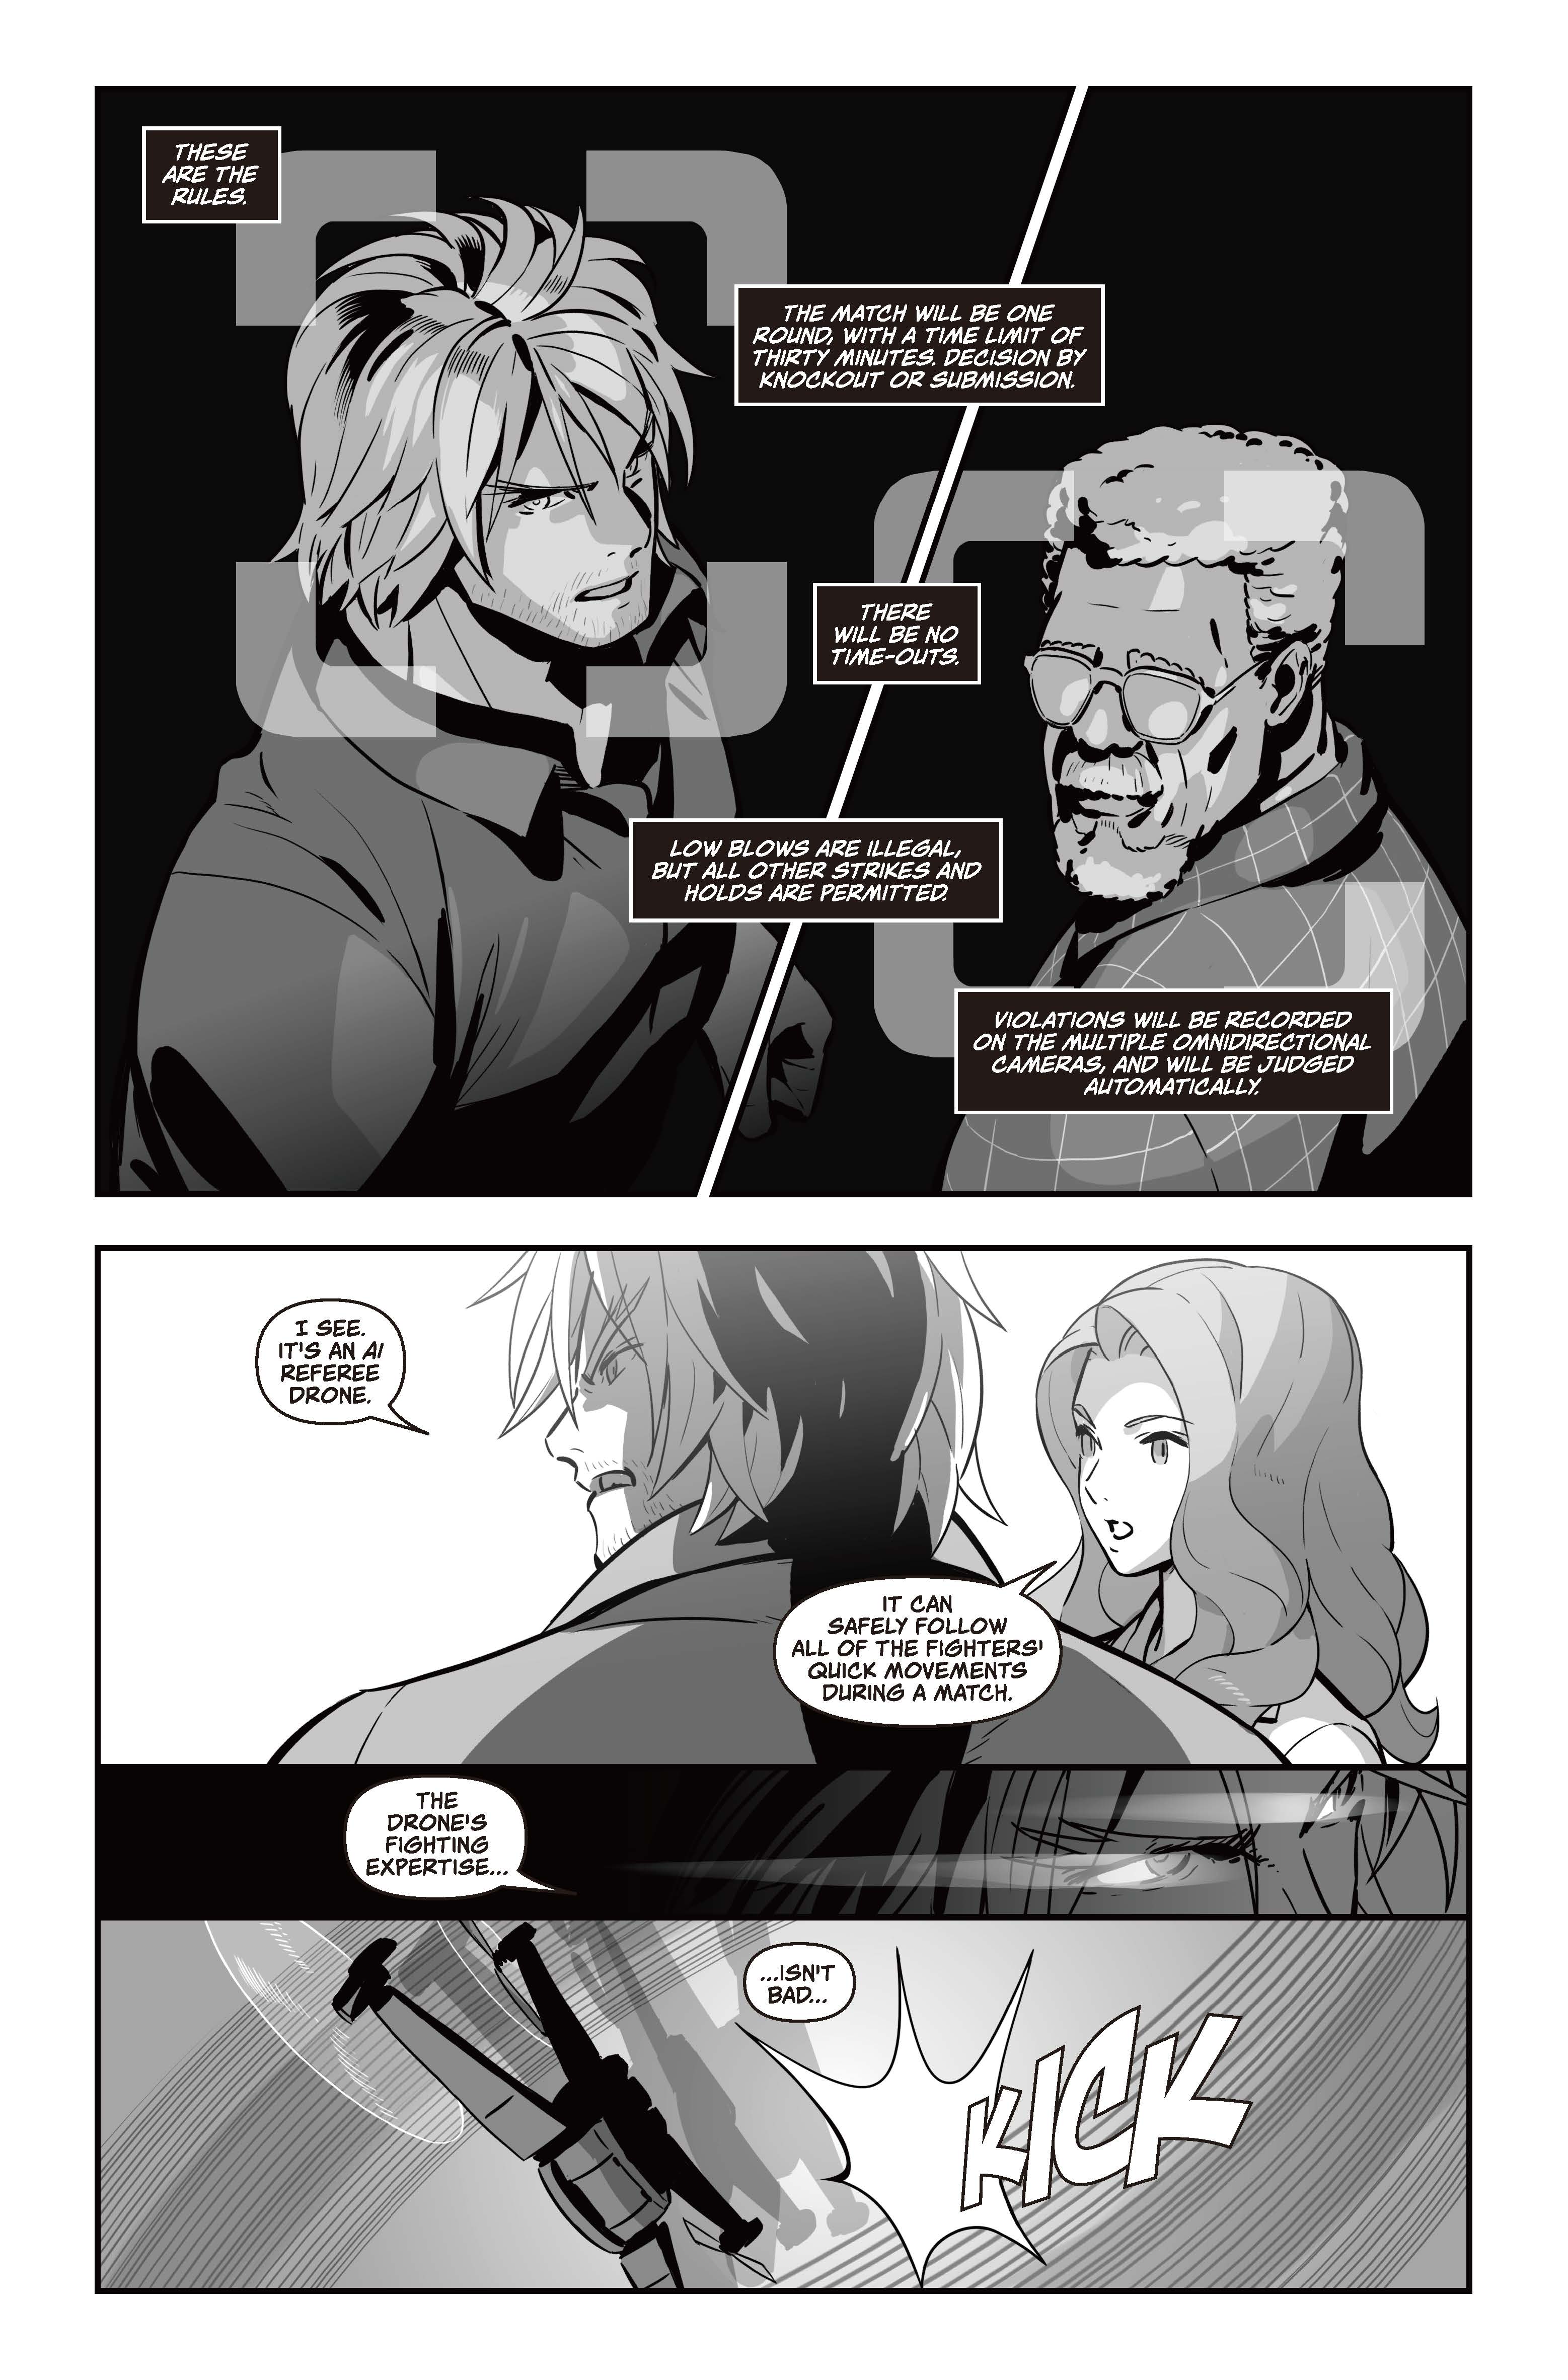 THESE
ARE THE
RULES.
THE MATCH WILL BE ONE
ROUND, WITH A TIME LIMIT OF
THIRTY MINUTES. DECISION BY
KNOCKOUT OR SUBMISSION.
THERE
WILL BE NO
TIME-OUTS.
LOW BLOWS ARE ILLEGAL,
BUT ALL OTHER STRIKES AND
HOLDS ARE PERMITTED.
VIOLATIONS WILL BE RECORDED
ON THE MULTIPLE OMNIDIRECTIONAL
CAMERAS, AND WILL BE JUDGED
AUTOMATICALLY.
I SEE.
IT'S AN AI
REFEREE
DRONE.
IT CAN
SAFELY FOLLOW
ALL OF THE FIGHTERS'
QUICK MOVEMENTS
DURING A MATCH.
THE
DRONE'S
FIGHTING
EXPERTISE...
...ISN'T
BAD...
KICK